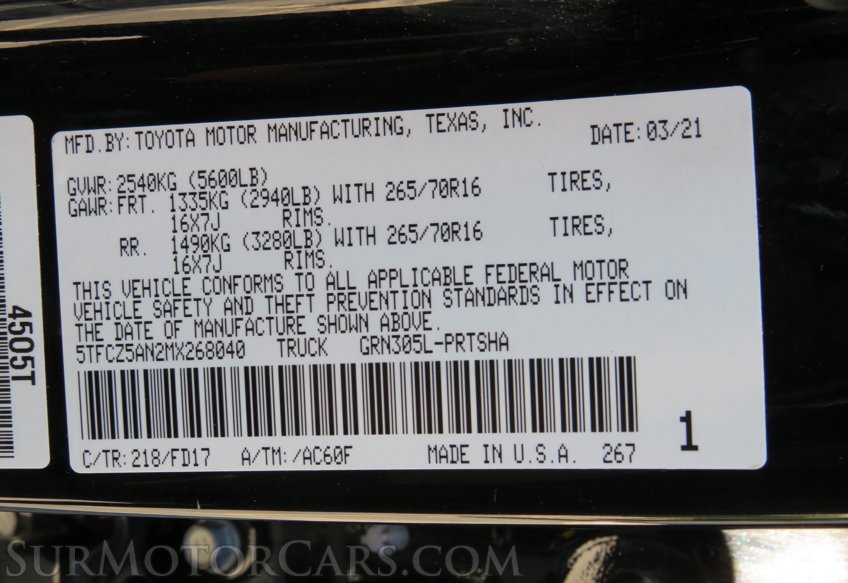 MFD.BY: TOYOTA MOTOR MANUFACTURING, TEXAS, INC. DATE: 03/21
GVWR: 2540KG (5600LB)
GAWR: FRT. 1335KG (2940LB) WITH 265/70R16 TIRES,
16X7J RIMS.
RR. 1490KG (3280LB) WITH 265/70R16 TIRES,
16X7J RIMS.
THIS VEHICLE CONFORMS TO ALL APPLICABLE FEDERAL MOTOR
VEHICLE SAFETY AND THEFT PREVENTION STANDARDS IN EFFECT ON
THE DATE OF MANUFACTURE SHOWN ABOVE.
5TFCZ5AN2MX268040 TRUCK GRN305L-PRTSHA
1
C/TR: 218/FD17 A/TM: /AC60F MADE IN U.S.A. 267
4505T
SURMOTORCARS.COM